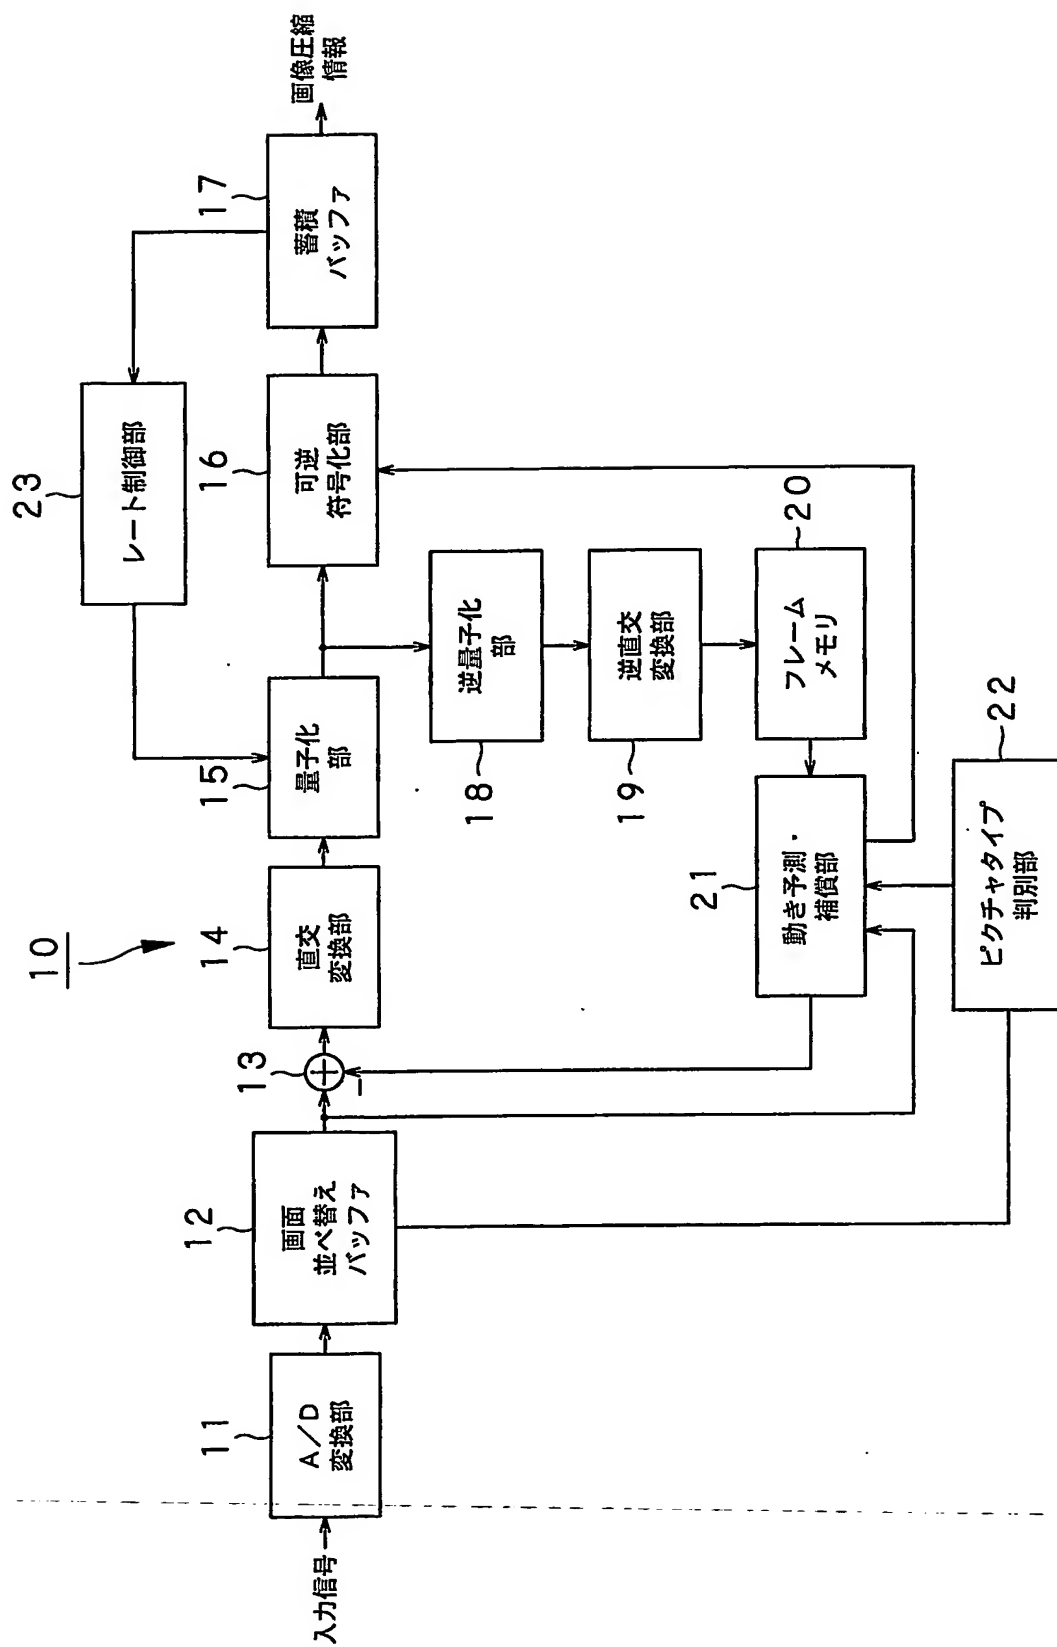 10
入力信号
11
A/D
変換部
12
画面
並べ替え
バッファ
13
−
14
直交
変換部
15
量子化
部
16
可逆
符号化部
17
蓄積
バッファ
画像圧縮
情報
23
レート制御部
18
逆量子化
部
19
逆直交
変換部
20
フレーム
メモリ
21
動き予測・
補償部
22
ピクチャタイプ
判別部